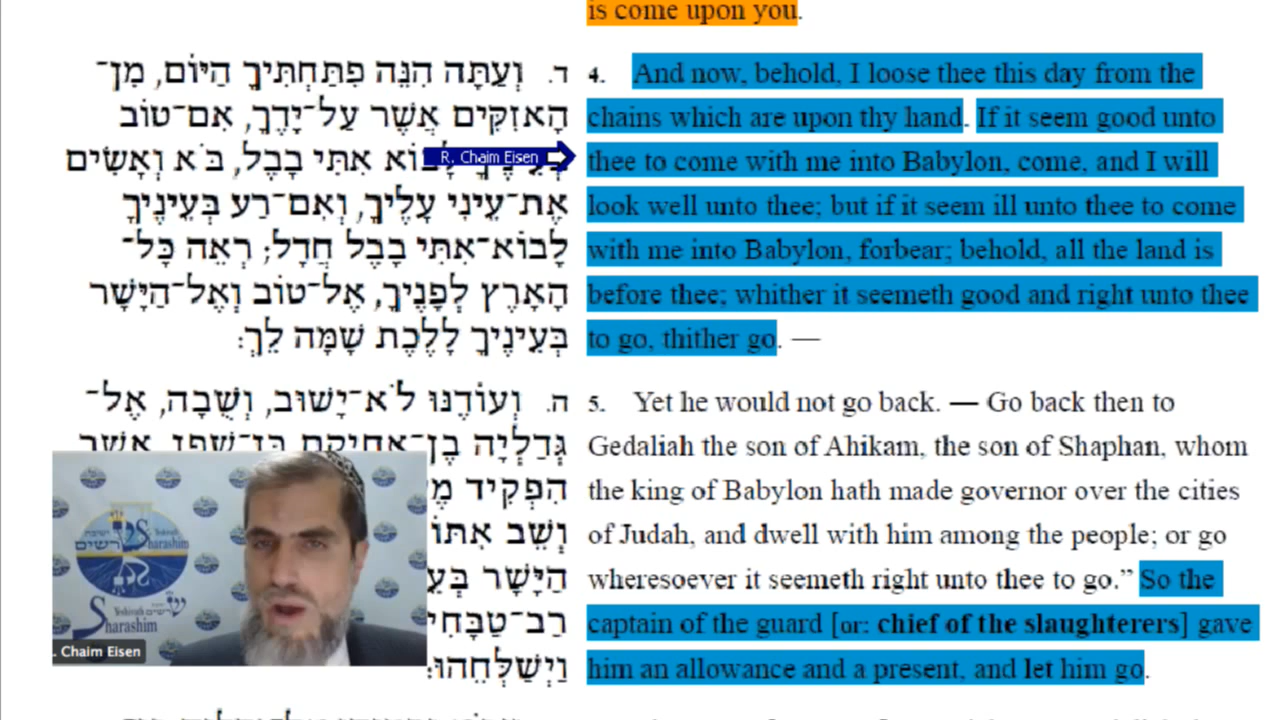 is come upon you.
ד. וְעַתָּה הִנֵּה פִתַּחְתִּיךָ הַיּוֹם, מִן־
הָאזִקִּים אֲשֶׁר עַל־יָדֶךָ, אִם־טוֹב
לָבוֹא אִתִּי בָבֶל, בֹּא וְאָשִׂים
אֶת־עֵינִי עָלֶיךָ, וְאִם־רַע בְּעֵינֶיךָ
לָבוֹא־אִתִּי בָבֶל חֲדָל; רְאֵה כָּל־
הָאָרֶץ לְפָנֶיךָ, אֶל־טוֹב וְאֶל־הַיָּשָׁר
בְּעֵינֶיךָ לָלֶכֶת שָׁמָּה לֵךְ:
R. Chaim Eisen
4. And now, behold, I loose thee this day from the
chains which are upon thy hand. If it seem good unto
thee to come with me into Babylon, come, and I will
look well unto thee; but if it seem ill unto thee to come
with me into Babylon, forbear; behold, all the land is
before thee; whither it seemeth good and right unto thee
to go, thither go. —
ה. וְעוֹדֶנּוּ לֹא־יָשׁוּב, וְשֻׁבָה, אֶל־
גְּדַלְיָה בֶן־אֲחִיקָם בֶּן־שָׁפָן, אֲשֶׁר
הִפְקִיד
וְשֵׁב אִתּוֹ
הַיָּשָׁר
רַב־טַבָּחִי
וַיְשַׁלְּחֵהוּ:
5. Yet he would not go back. — Go back then to
Gedaliah the son of Ahikam, the son of Shaphan, whom
the king of Babylon hath made governor over the cities
of Judah, and dwell with him among the people; or go
wheresoever it seemeth right unto thee to go.” So the
captain of the guard [or: chief of the slaughterers] gave
him an allowance and a present, and let him go.
Sharashim
שרשים
Yeshivath
Sharashim
. Chaim Eisen